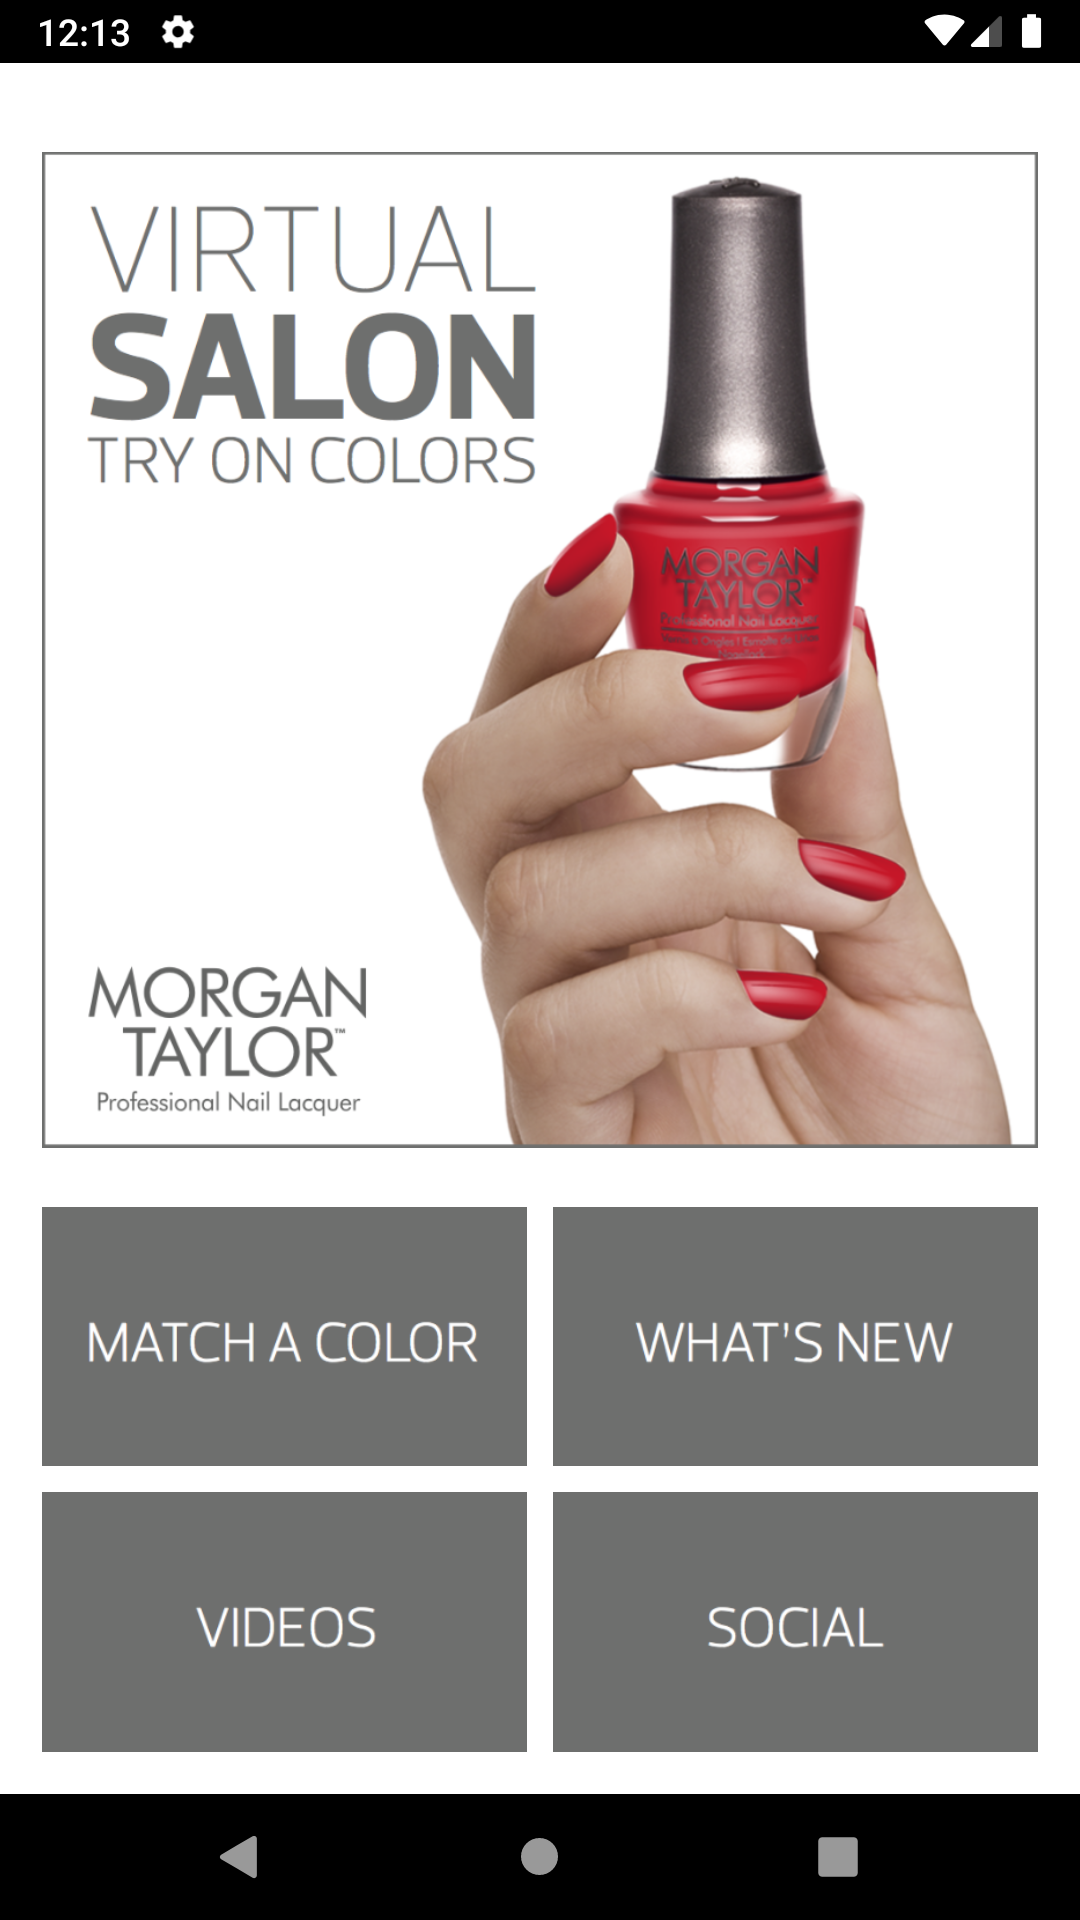 12:13
VIRTUAL
SALON
TRY ON COLORS
MORGAN
TAYLOR
Professional Nail Lacquer
MORGAN
TAYLOR™
Professional Nail Lacquer
MATCH A COLOR
WHAT'S NEW
VIDEOS
SOCIAL